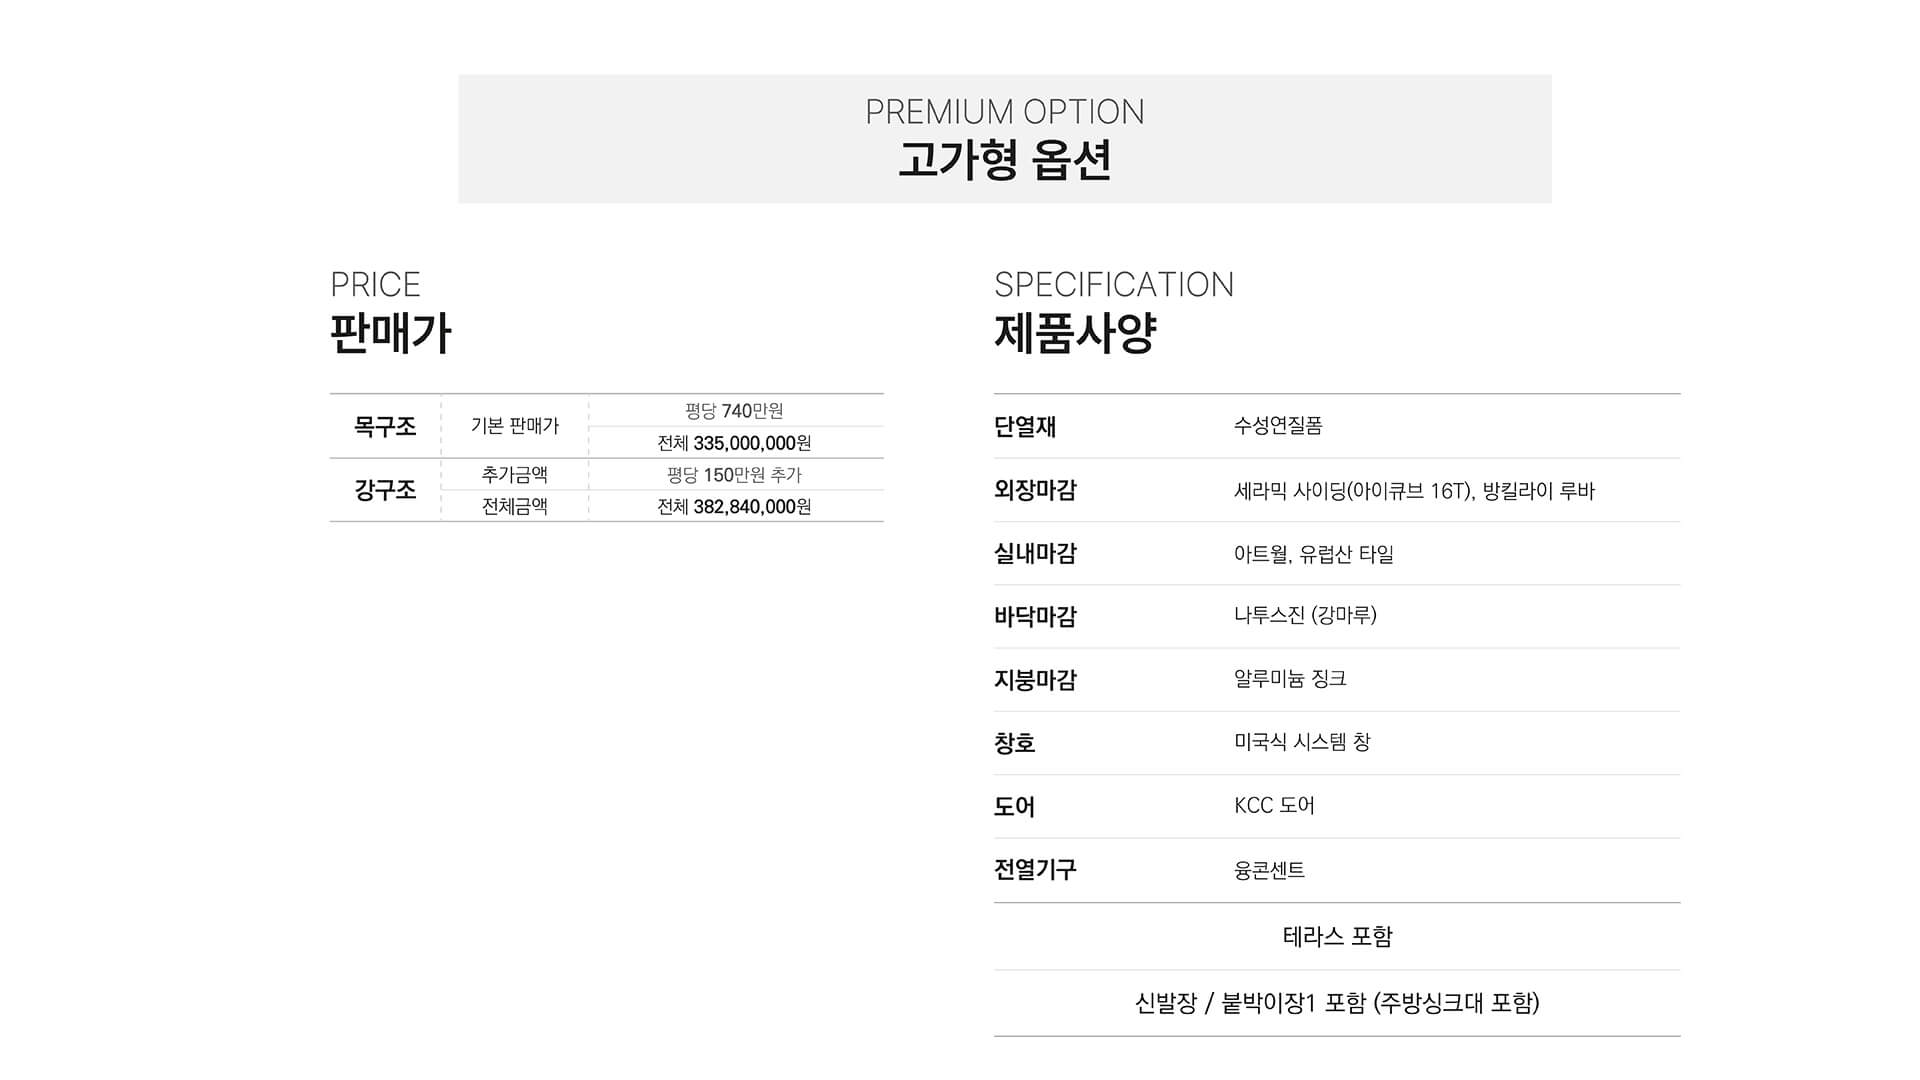 PREMIUM OPTION
고가형 옵션
PRICE
판매가
목구조 기본 판매가 평당 740만원
전체 335,000,000원
강구조 추가금액 평당 150만원 추가
전체금액 전체 382,840,000원
SPECIFICATION
제품사양
단열재 수성연질폼
외장마감 세라믹 사이딩(아이큐브 16T), 방킬라이 루바
실내마감 아트월, 유럽산 타일
바닥마감 나투스진 (강마루)
지붕마감 알루미늄 징크
창호 미국식 시스템 창
도어 KCC 도어
전열기구 융콘센트
테라스 포함
신발장 / 붙박이장1 포함 (주방싱크대 포함)